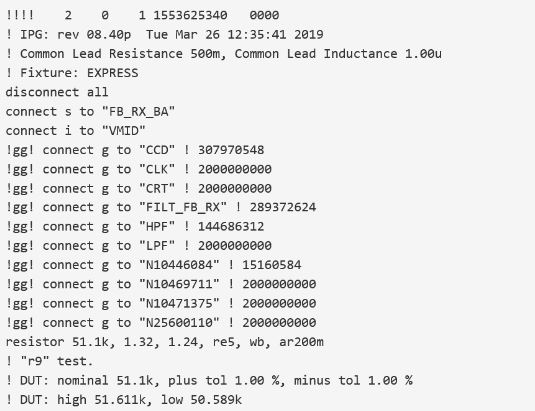 !!!!    2    0    1 1553625340   0000
! IPG: rev 08.40p  Tue Mar 26 12:35:41 2019
! Common Lead Resistance 500m, Common Lead Inductance 1.00u
! Fixture: EXPRESS
disconnect all
connect s to "FB_RX_BA"
connect i to "VMID"
!gg! connect g to "CCD" ! 307970548
!gg! connect g to "CLK" ! 2000000000
!gg! connect g to "CRT" ! 2000000000
!gg! connect g to "FILT_FB_RX" ! 289372624
!gg! connect g to "HPF" ! 144686312
!gg! connect g to "LPF" ! 2000000000
!gg! connect g to "N10446084" ! 15160584
!gg! connect g to "N10469711" ! 2000000000
!gg! connect g to "N10471375" ! 2000000000
!gg! connect g to "N25600110" ! 2000000000
resistor 51.1k, 1.32, 1.24, re5, wb, ar200m
! "r9" test.
! DUT: nominal 51.1k, plus tol 1.00 %, minus tol 1.00 %
! DUT: high 51.611k, low 50.589k